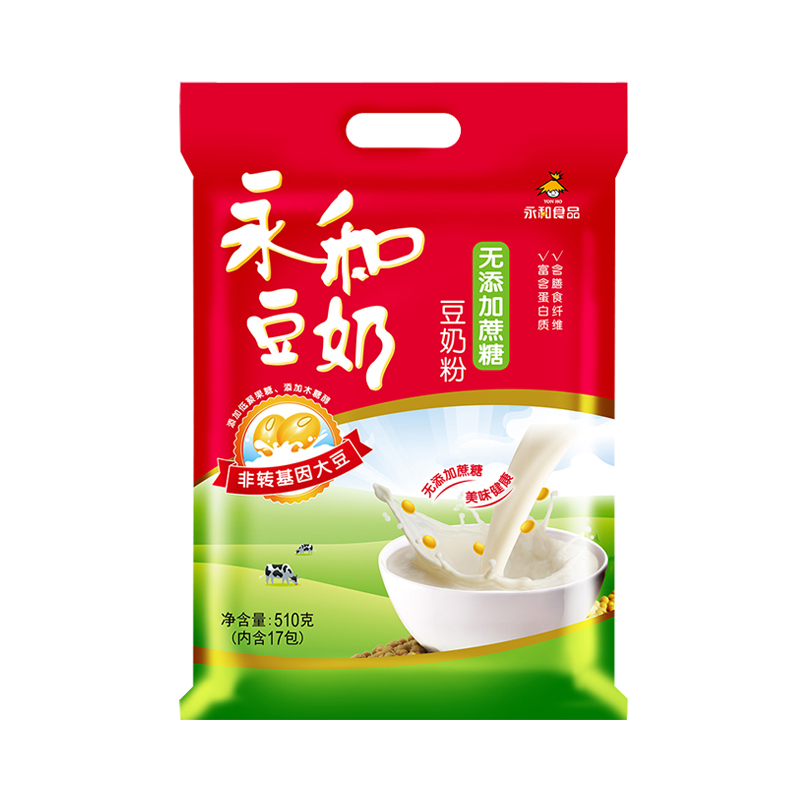 YON HO
永和食品
永和
豆奶
无添加蔗糖
豆奶粉
√含膳食纤维
√富含蛋白质
添加低聚果糖、添加木糖醇
非转基因大豆
无添加蔗糖
美味健康
净含量:510克
(内含17包)